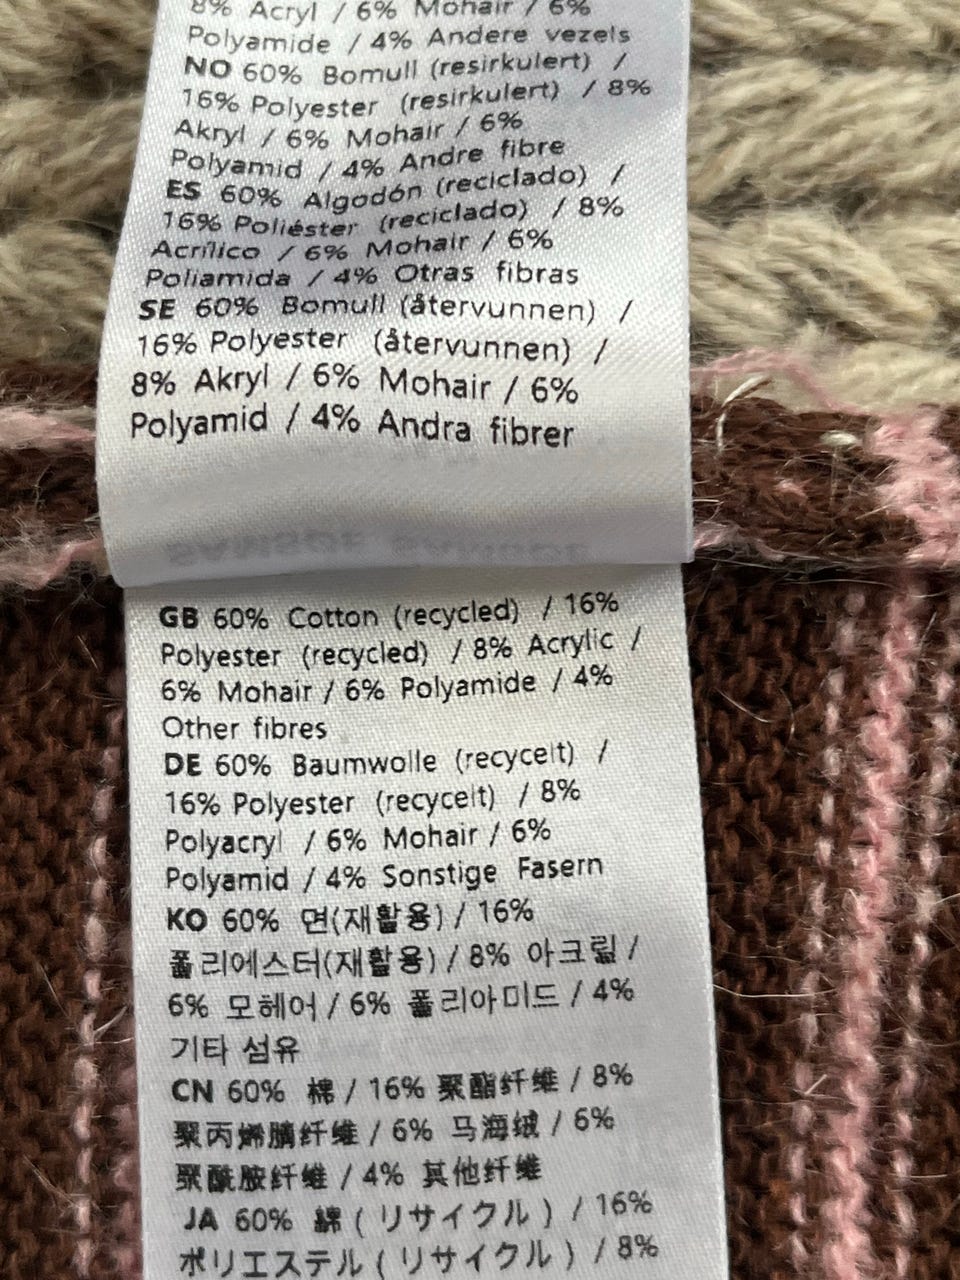 8% Acryl / 6% Mohair / 6%
Polyamide / 4% Andere vezels
NO 60% Bomull (resirkulert) /
16% Polyester (resirkulert) / 8%
Akryl / 6% Mohair / 6%
Polyamid / 4% Andre fibre
ES 60% Algodón (reciclado) /
16% Poliéster (reciclado) / 8%
Acrílico / 6% Mohair / 6%
Poliamida / 4% Otras fibras
SE 60% Bomull (återvunnen) /
16% Polyester (återvunnen) /
8% Akryl / 6% Mohair / 6%
Polyamid / 4% Andra fibrer
GB 60% Cotton (recycled) / 16%
Polyester (recycled) / 8% Acrylic /
6% Mohair / 6% Polyamide / 4%
Other fibres
DE 60% Baumwolle (recycelt) /
16% Polyester (recycelt) / 8%
Polyacryl / 6% Mohair / 6%
Polyamid / 4% Sonstige Fasern
KO 60% 면(재활용) / 16%
폴리에스터(재활용) / 8% 아크릴 /
6% 모헤어 / 6% 폴리아미드 / 4%
기타 섬유
CN 60% 棉 / 16% 聚酯纤维 / 8%
聚丙烯腈纤维 / 6% 马海绒 / 6%
聚酰胺纤维 / 4% 其他纤维
JA 60% 綿 ( リサイクル ) / 16%
ポリエステル ( リサイクル ) / 8%